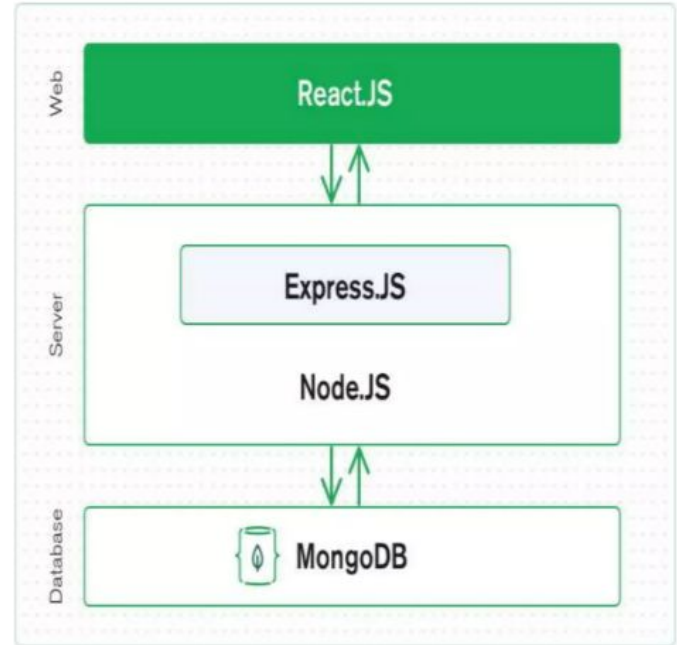 Web
React.JS
Server
Express.JS
Node.JS
Database
MongoDB